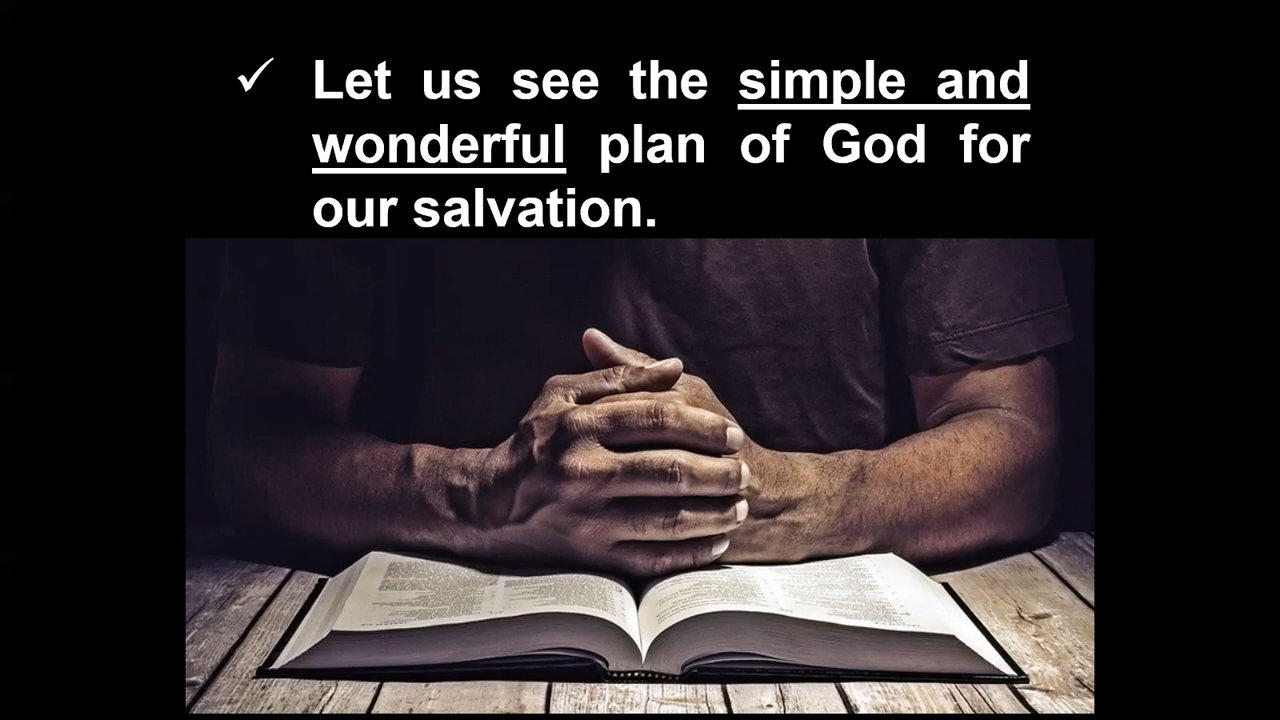 ✓ Let us see the simple and
wonderful plan of God for
our salvation.